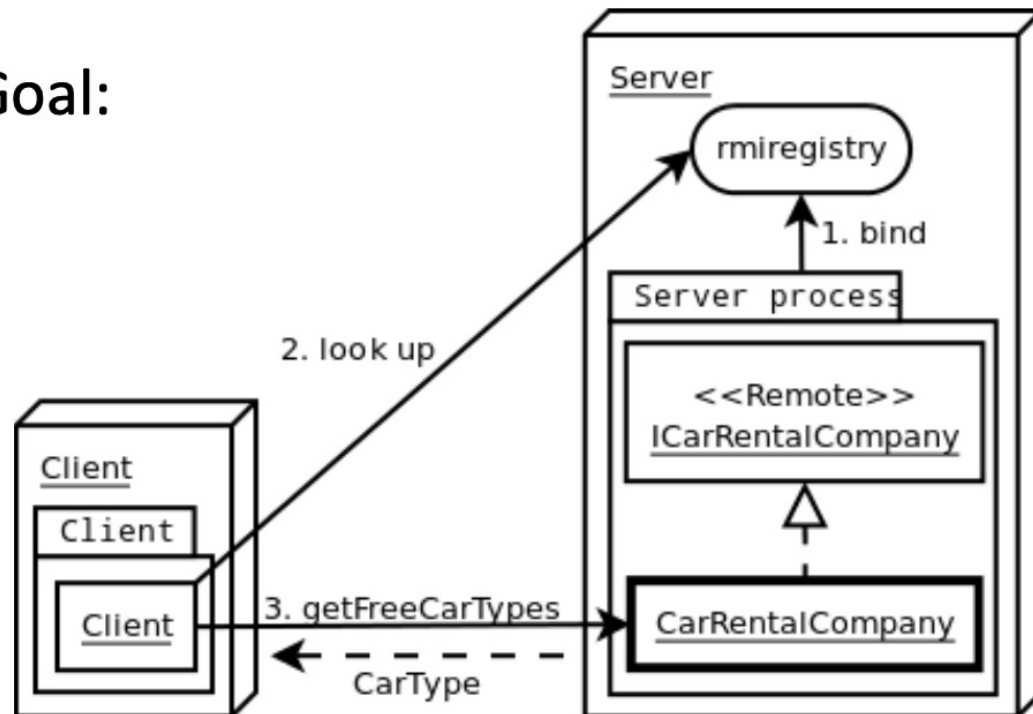 Goal:
Server
rmiregistry
1. bind
Server process
2. look up
<<Remote>>
ICarRentalCompany
Client
Client
Client
3. getFreeCarTypes
CarRentalCompany
CarType